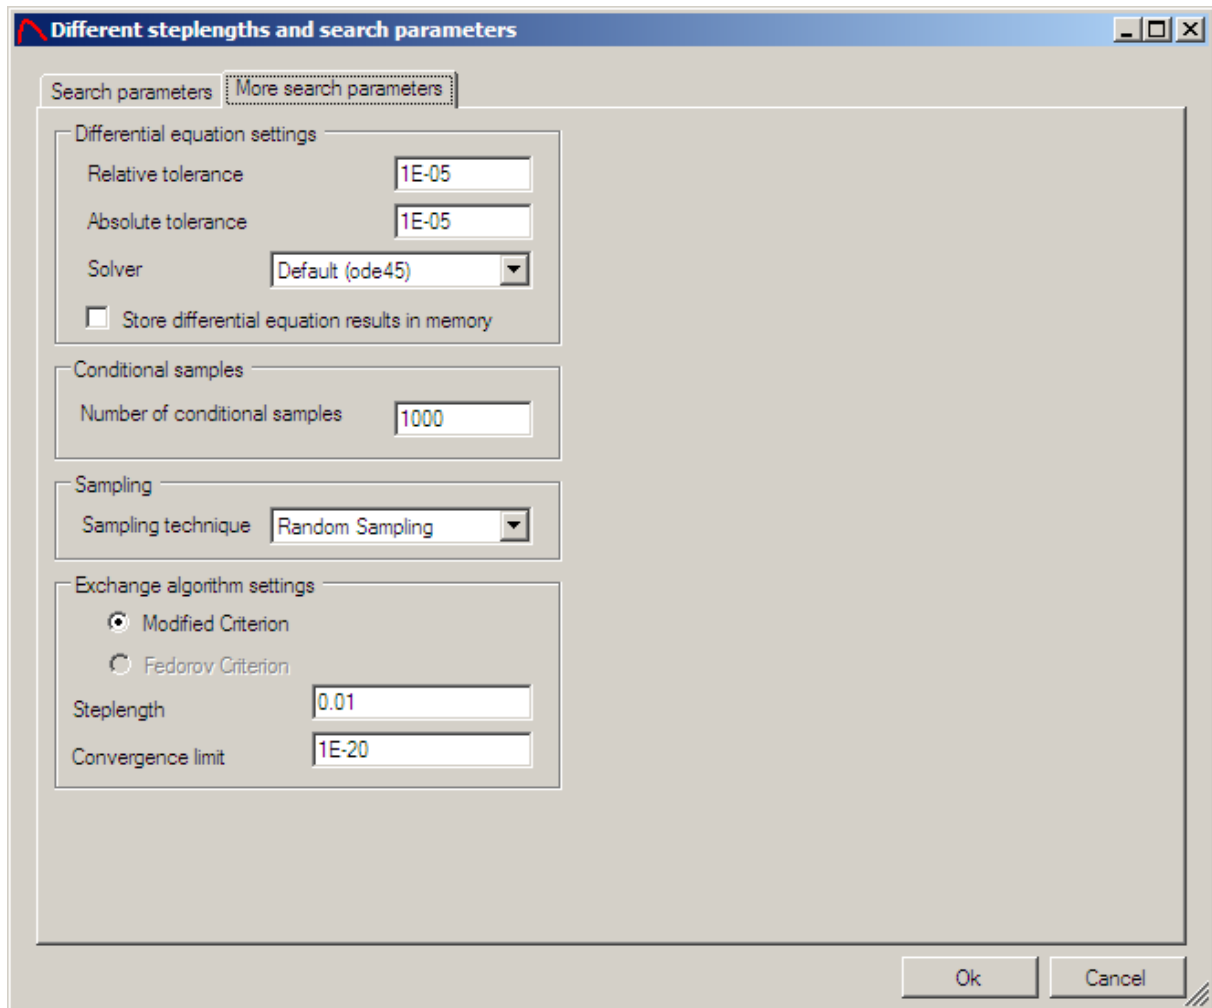 Different steplengths and search parameters
Search parameters More search parameters
Differential equation settings
Relative tolerance 1E-05
Absolute tolerance 1E-05
Solver Default (ode45)
Store differential equation results in memory
Conditional samples
Number of conditional samples 1000
Sampling
Sampling technique Random Sampling
Exchange algorithm settings
Modified Criterion
Fedorov Criterion
Steplength 0.01
Convergence limit 1E-20
Ok Cancel